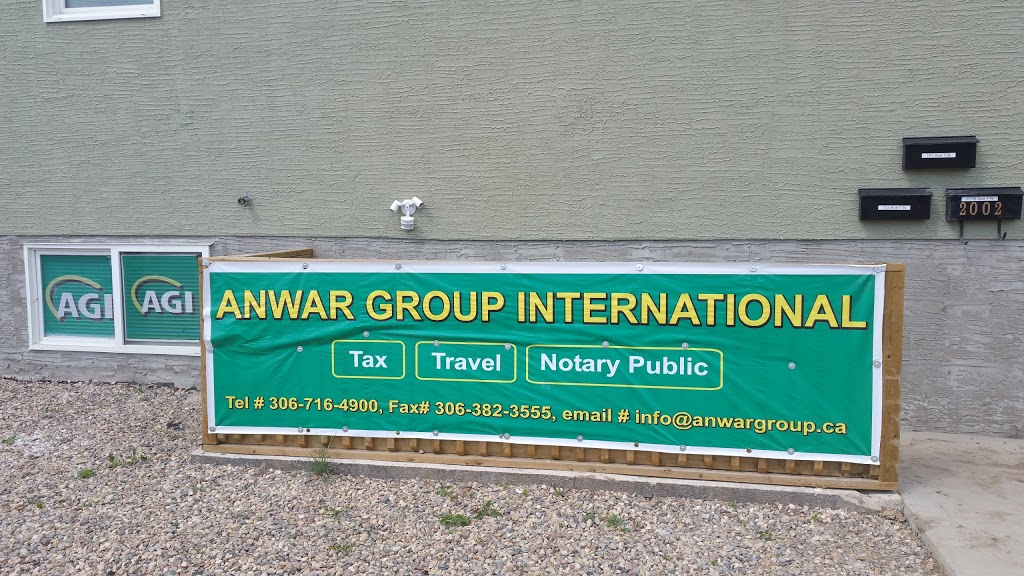 AGI AGI
ANWAR GROUP INTERNATIONAL
Tax Travel Notary Public
Tel # 306-716-4900, Fax# 306-382-3555, email # info@anwargroup.ca
2002